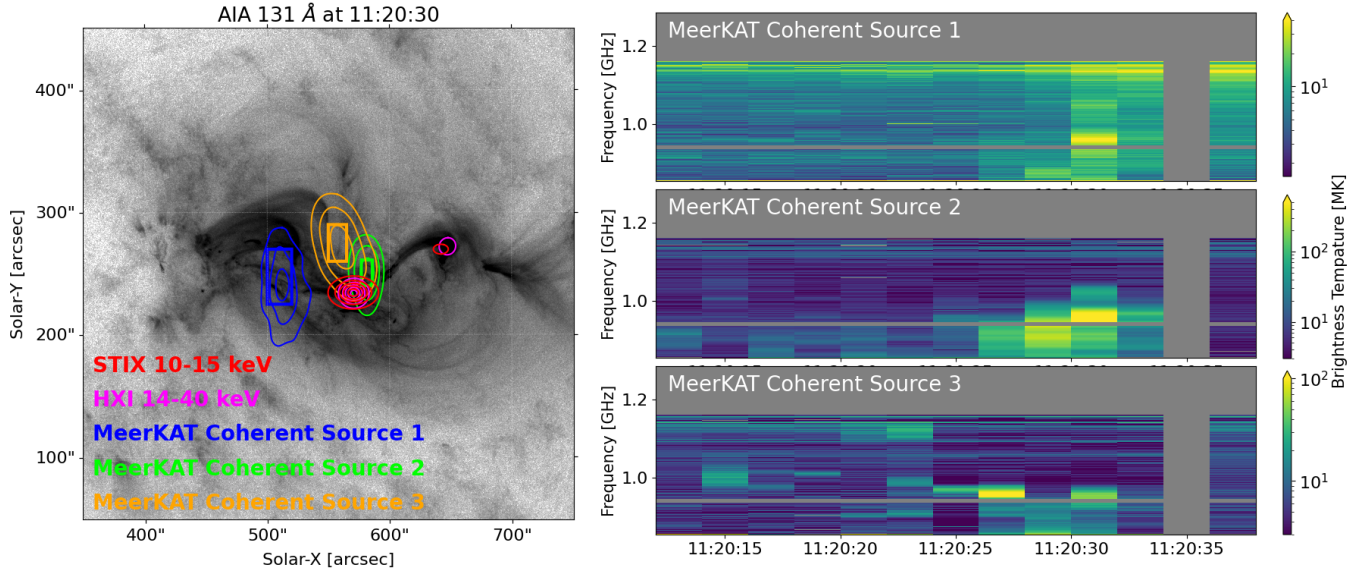 AIA 131 Å at 11:20:30
400"
300"
200"
100"
Solar-Y [arcsec]
STIX 10-15 keV
HXI 14-40 keV
MeerKAT Coherent Source 1
MeerKAT Coherent Source 2
MeerKAT Coherent Source 3
400"
500"
600"
700"
Solar-X [arcsec]
MeerKAT Coherent Source 1
1.2
1.0
Frequency [GHz]
10¹
MeerKAT Coherent Source 2
1.2
1.0
Frequency [GHz]
10²
10¹
Brightness Tempature [MK]
MeerKAT Coherent Source 3
1.2
1.0
Frequency [GHz]
10²
10¹
11:20:15
11:20:20
11:20:25
11:20:30
11:20:35